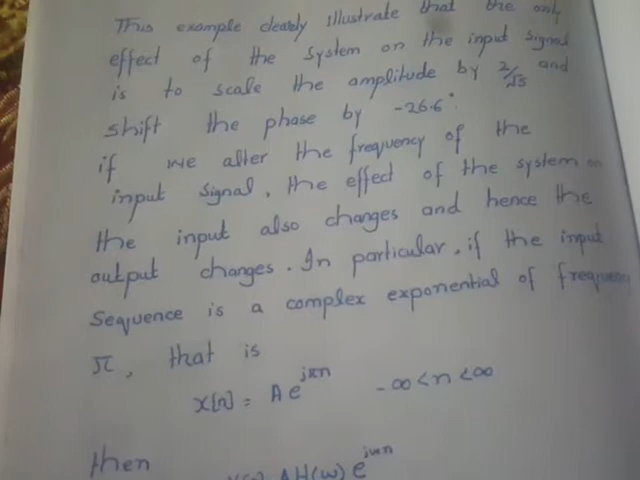 This example clearly illustrate that the only
effect of the system on the input signal
is to scale the amplitude by 2/√5 and
shift the phase by -26.6°.
if we alter the frequency of the
input signal, the effect of the system on
the input also changes and hence the
output changes. In particular, if the input
Sequence is a complex exponential of frequency
π, that is
x[n] = A e^jπn -∞<n<∞
then
AH(ω) e^jωn